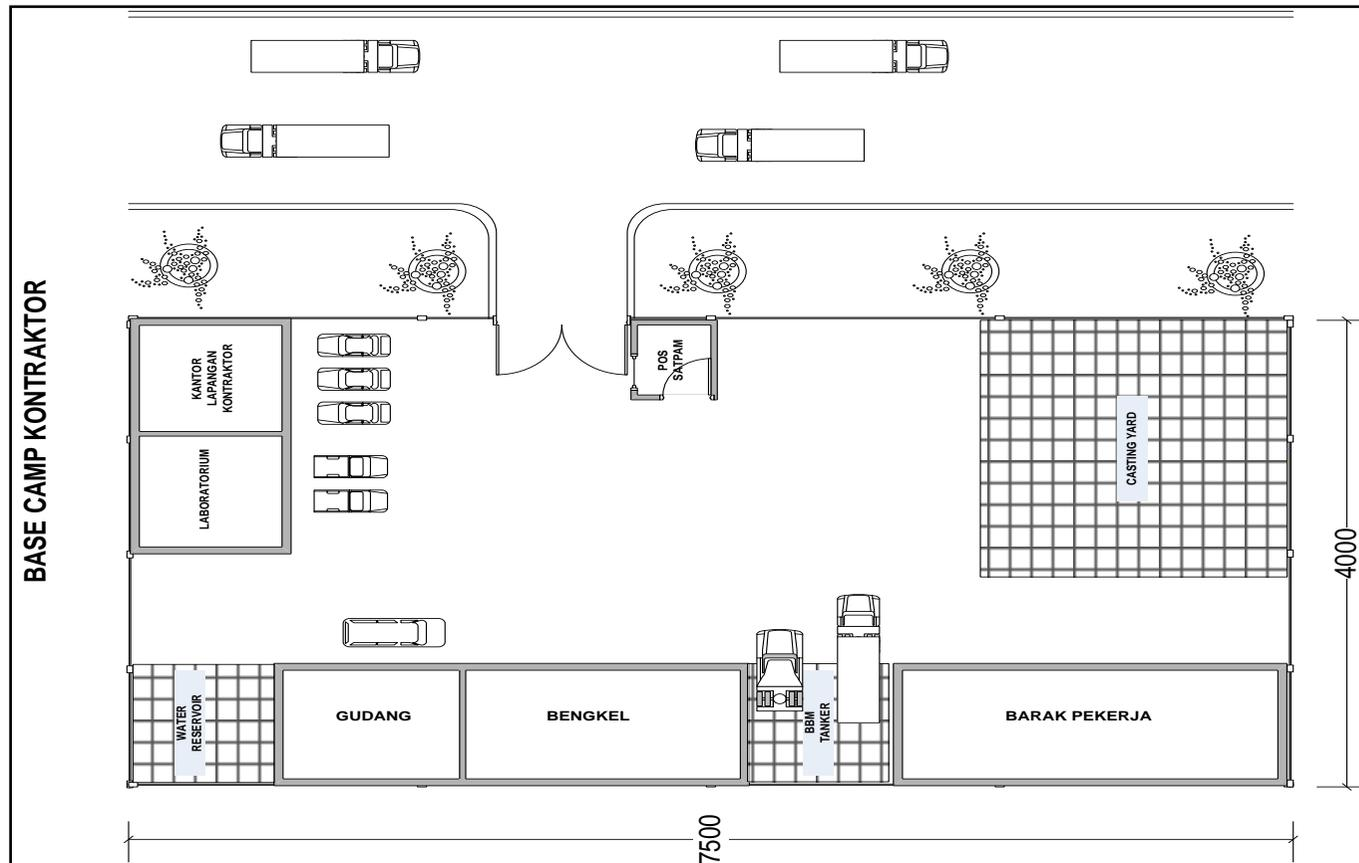 BASE CAMP KONTRAKTOR
KANTOR
LAPANGAN
KONTRAKTOR
POS
SATPAM
CASTING YARD
LABORATORIUM
4000
WATER
RESERVOIR
GUDANG
BENGKEL
BBM
TANKER
BARAK PEKERJA
7500